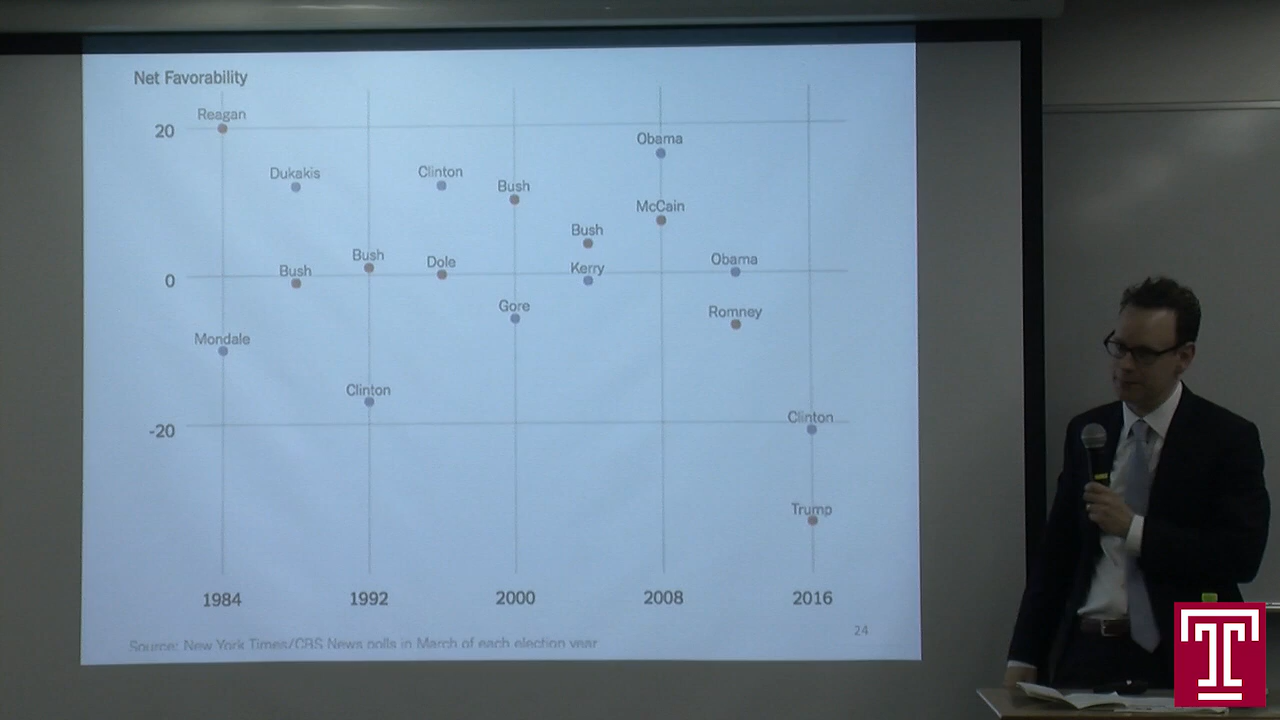 Net Favorability
Reagan
20
Obama
Dukakis
Clinton
Bush
McCain
Bush
Bush
Dole
Obama
Bush
Kerry
0
Gore
Romney
Mondale
Clinton
Clinton
-20
Trump
1984 1992 2000 2008 2016
24
Source: New York Times/CBS News polls in March of each election year
T